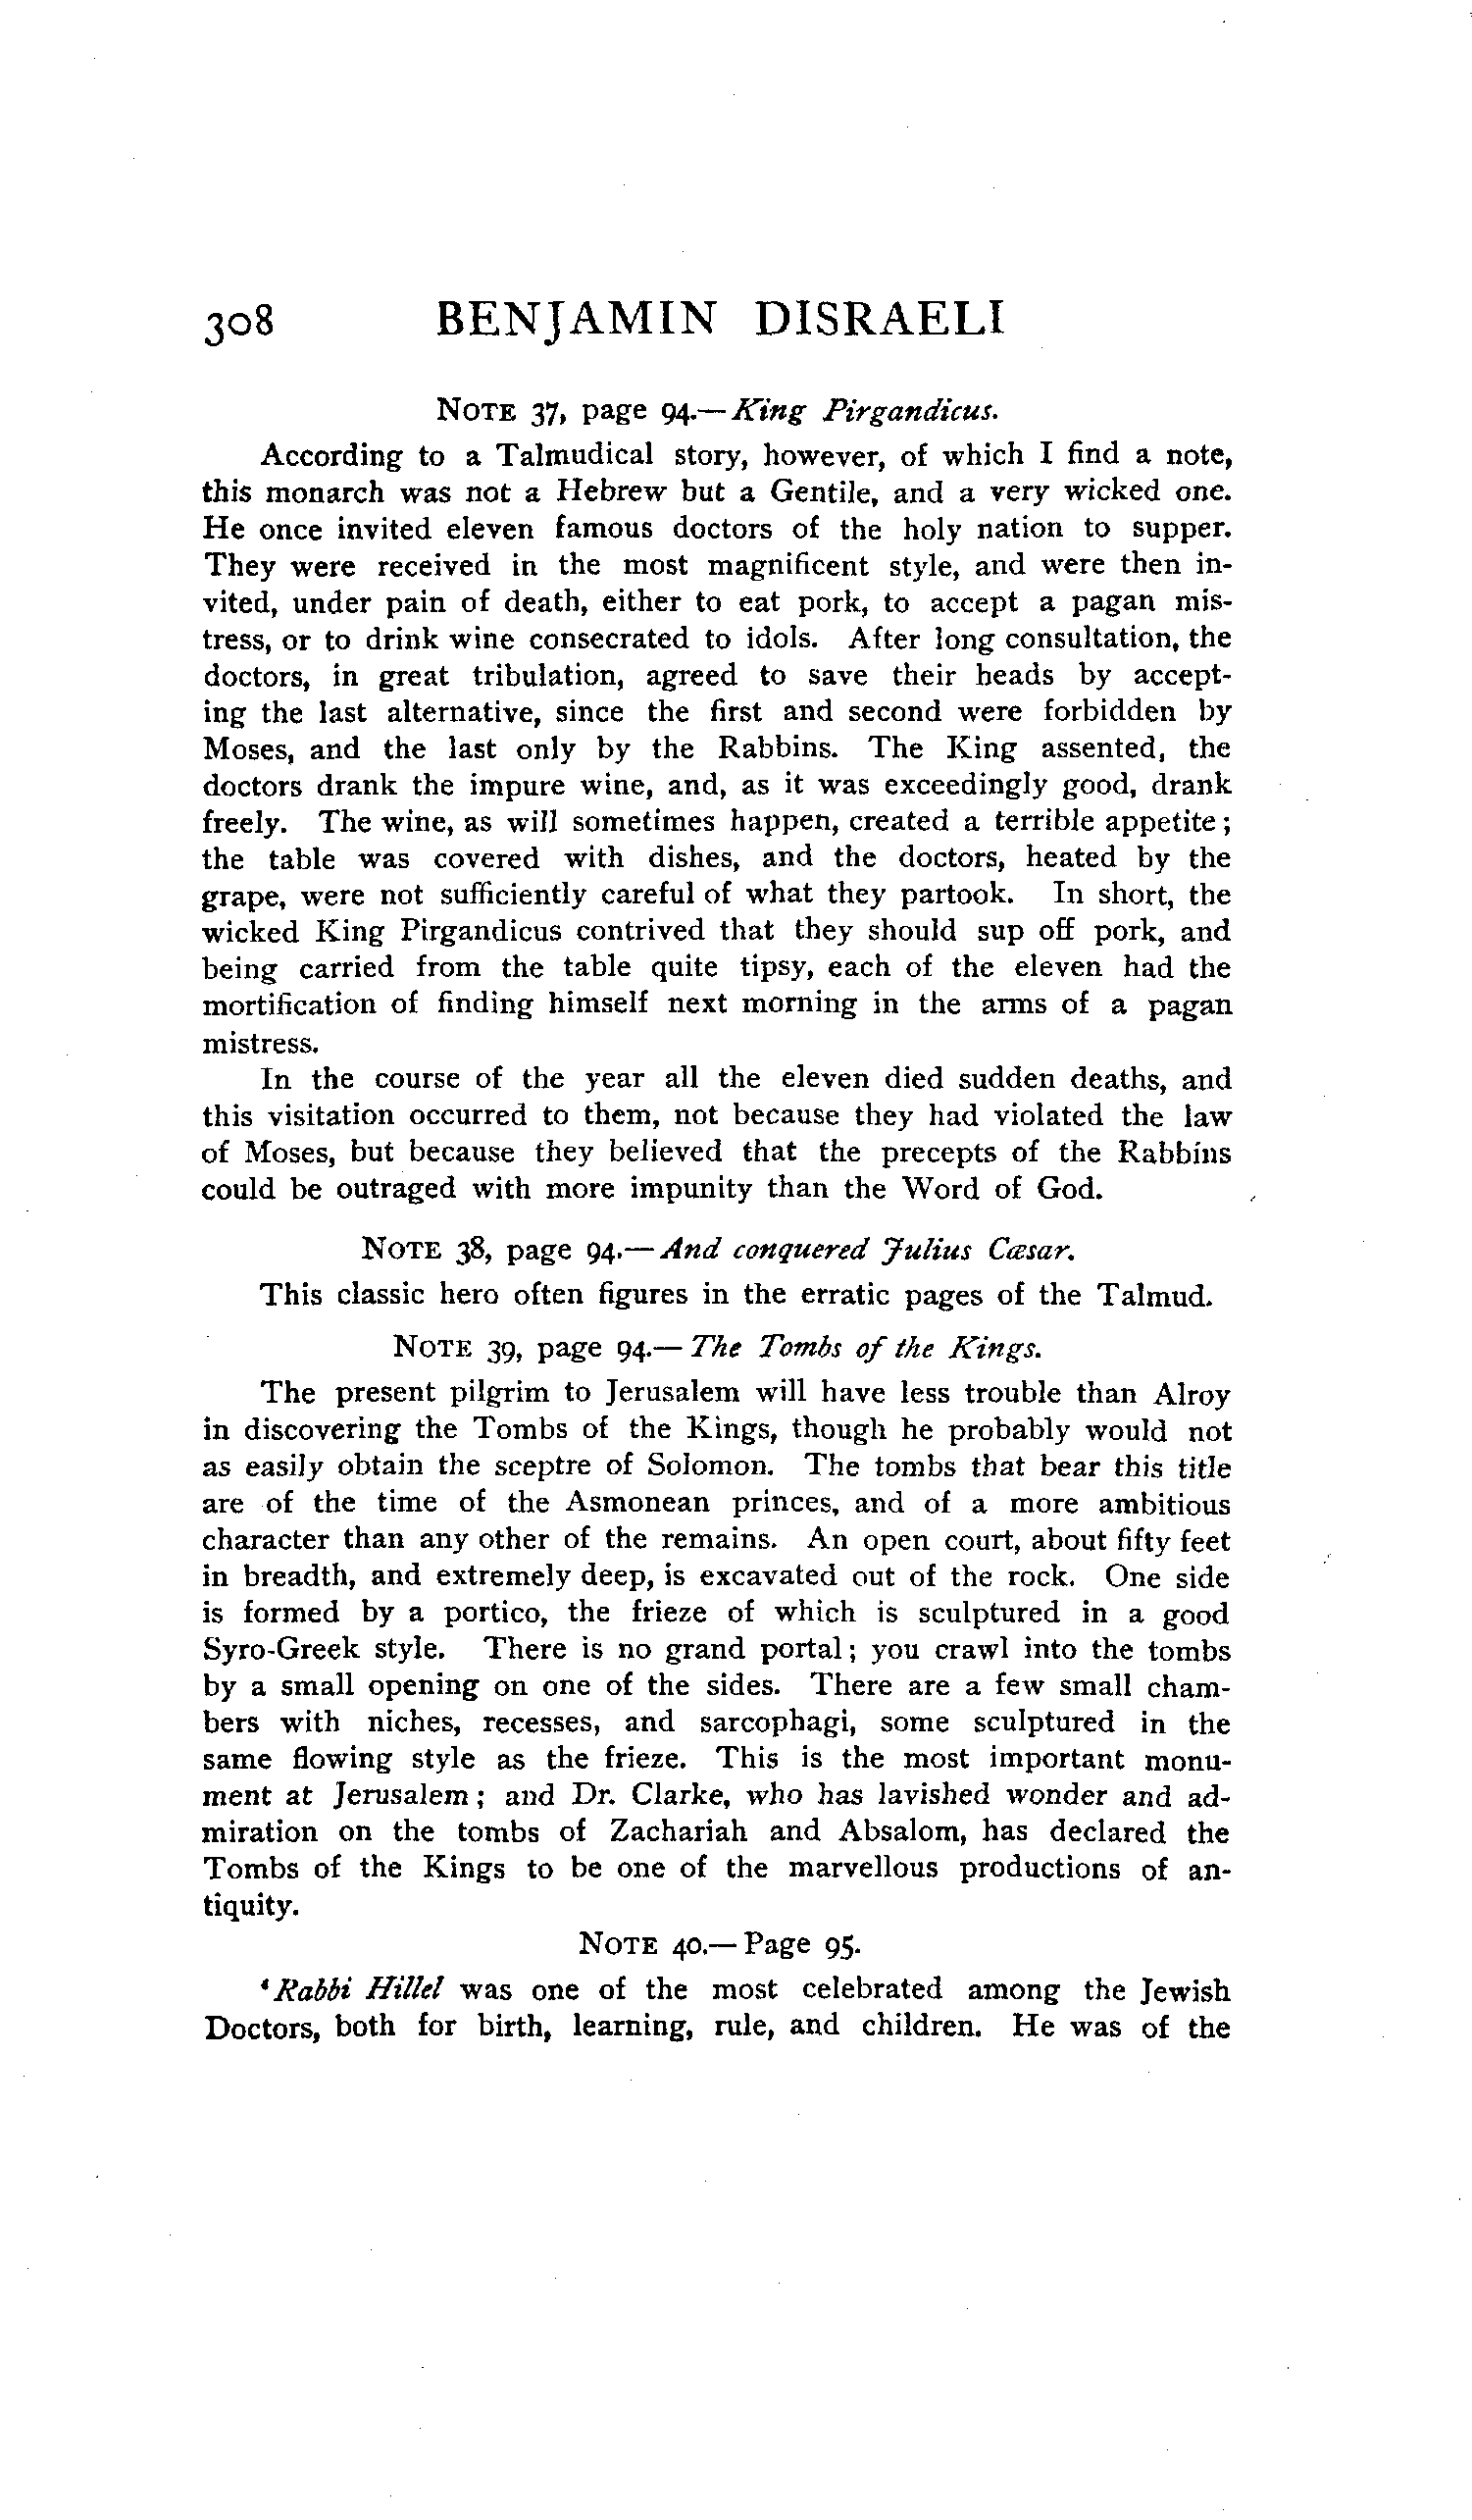 308 BENJAMIN DISRAELI
NOTE 37, page 94.—King Pirgandicus.
According to a Talmudical story, however, of which I find a note,
this monarch was not a Hebrew but a Gentile, and a very wicked one.
He once invited eleven famous doctors of the holy nation to supper.
They were received in the most magnificent style, and were then in-
vited, under pain of death, either to eat pork, to accept a pagan mis-
tress, or to drink wine consecrated to idols. After long consultation, the
doctors, in great tribulation, agreed to save their heads by accept-
ing the last alternative, since the first and second were forbidden by
Moses, and the last only by the Rabbins. The King assented, the
doctors drank the impure wine, and, as it was exceedingly good, drank
freely. The wine, as will sometimes happen, created a terrible appetite;
the table was covered with dishes, and the doctors, heated by the
grape, were not sufficiently careful of what they partook. In short, the
wicked King Pirgandicus contrived that they should sup off pork, and
being carried from the table quite tipsy, each of the eleven had the
mortification of finding himself next morning in the arms of a pagan
mistress.
In the course of the year all the eleven died sudden deaths, and
this visitation occurred to them, not because they had violated the law
of Moses, but because they believed that the precepts of the Rabbins
could be outraged with more impunity than the Word of God.
NOTE 38, page 94.—And conquered Julius Cæsar.
This classic hero often figures in the erratic pages of the Talmud.
NOTE 39, page 94.—The Tombs of the Kings.
The present pilgrim to Jerusalem will have less trouble than Alroy
in discovering the Tombs of the Kings, though he probably would not
as easily obtain the sceptre of Solomon. The tombs that bear this title
are of the time of the Asmonean princes, and of a more ambitious
character than any other of the remains. An open court, about fifty feet
in breadth, and extremely deep, is excavated out of the rock. One side
is formed by a portico, the frieze of which is sculptured in a good
Syro-Greek style. There is no grand portal; you crawl into the tombs
by a small opening on one of the sides. There are a few small cham-
bers with niches, recesses, and sarcophagi, some sculptured in the
same flowing style as the frieze. This is the most important monu-
ment at Jerusalem; and Dr. Clarke, who has lavished wonder and ad-
miration on the tombs of Zachariah and Absalom, has declared the
Tombs of the Kings to be one of the marvellous productions of an-
tiquity.
NOTE 40.—Page 95.
‘Rabbi Hillel was one of the most celebrated among the Jewish
Doctors, both for birth, learning, rule, and children. He was of the